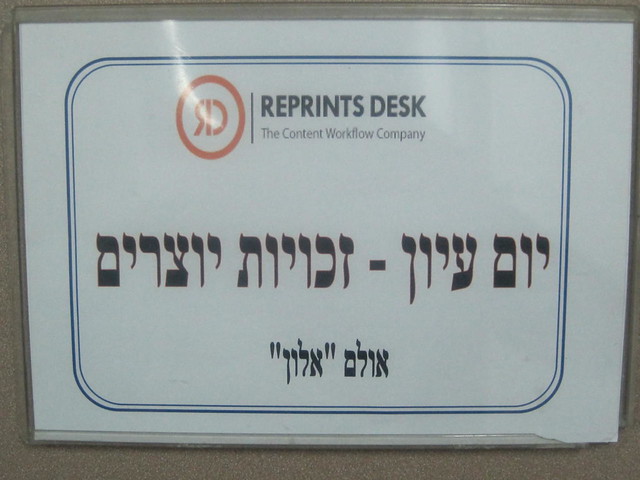 REPRINTS DESK
The Content Workflow Company
יום עיון - זכויות יוצרים
אולם "אלון"